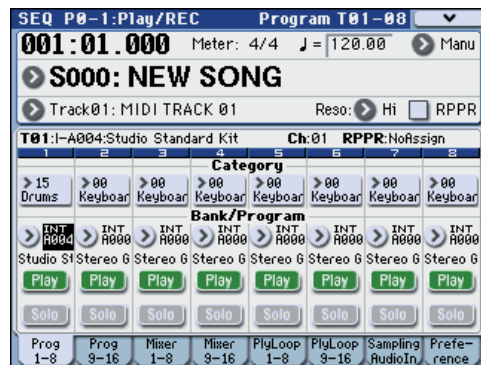 SEQ P0-1:Play/REC Program T01-08
001:01.000 Meter: 4/4 ♩= 120.00 Manu
S000: NEW SONG
Track01: MIDI TRACK 01 Reso: Hi RPPR
T01:I-A004:Studio Standard Kit Ch:01 RPPR:NoAssign
1 2 3 4 5 6 7 8
Category
15 00 00 00 00 00 00 00
Drums Keyboar Keyboar Keyboar Keyboar Keyboar Keyboar Keyboar
Bank/Program
INT INT INT INT INT INT INT INT
A004 A000 A000 A000 A000 A000 A000 A000
Studio St Stereo G Stereo G Stereo G Stereo G Stereo G Stereo G Stereo G
Play Play Play Play Play Play Play Play
Solo Solo Solo Solo Solo Solo Solo Solo
Prog Prog Mixer Mixer PlyLoop PlyLoop Sampling Prefe-
1-8 9-16 1-8 9-16 1-8 9-16 AudioIn rence